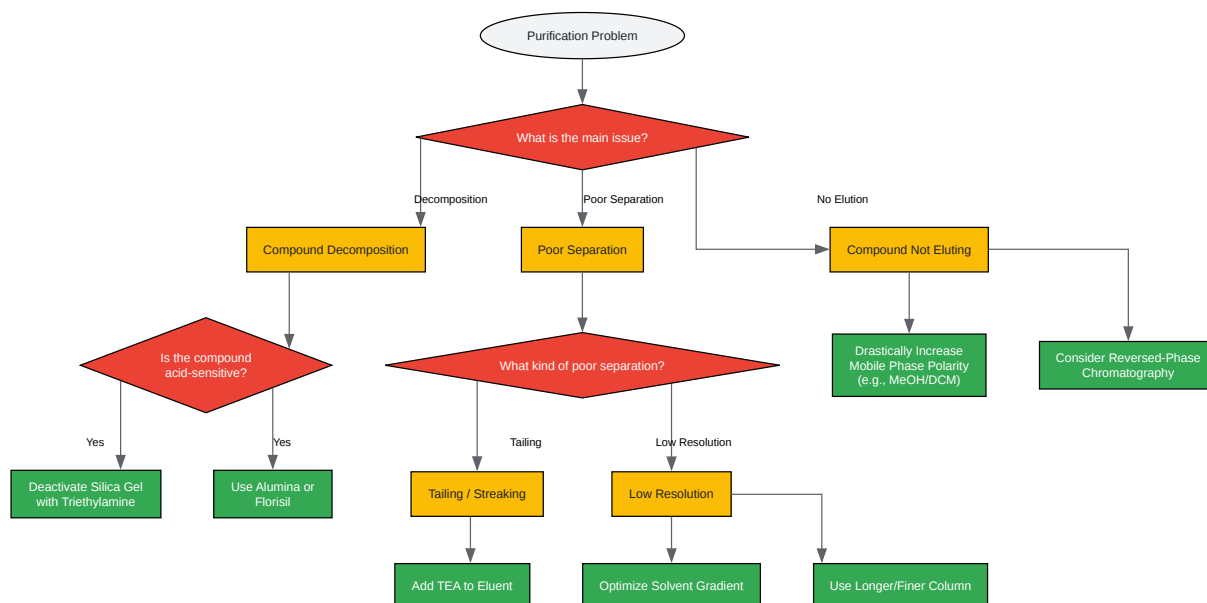 Purification Problem
What is the main issue?
Decomposition
Poor Separation
No Elution
Compound Decomposition
Poor Separation
Compound Not Eluting
Is the compound
acid-sensitive?
What kind of poor separation?
Drastically Increase
Mobile Phase Polarity
(e.g., MeOH/DCM)
Consider Reversed-Phase
Chromatography
Yes
Yes
Tailing
Low Resolution
Deactivate Silica Gel
with Triethylamine
Use Alumina or
Florisil
Tailing / Streaking
Low Resolution
Add TEA to Eluent
Optimize Solvent Gradient
Use Longer/Finer Column